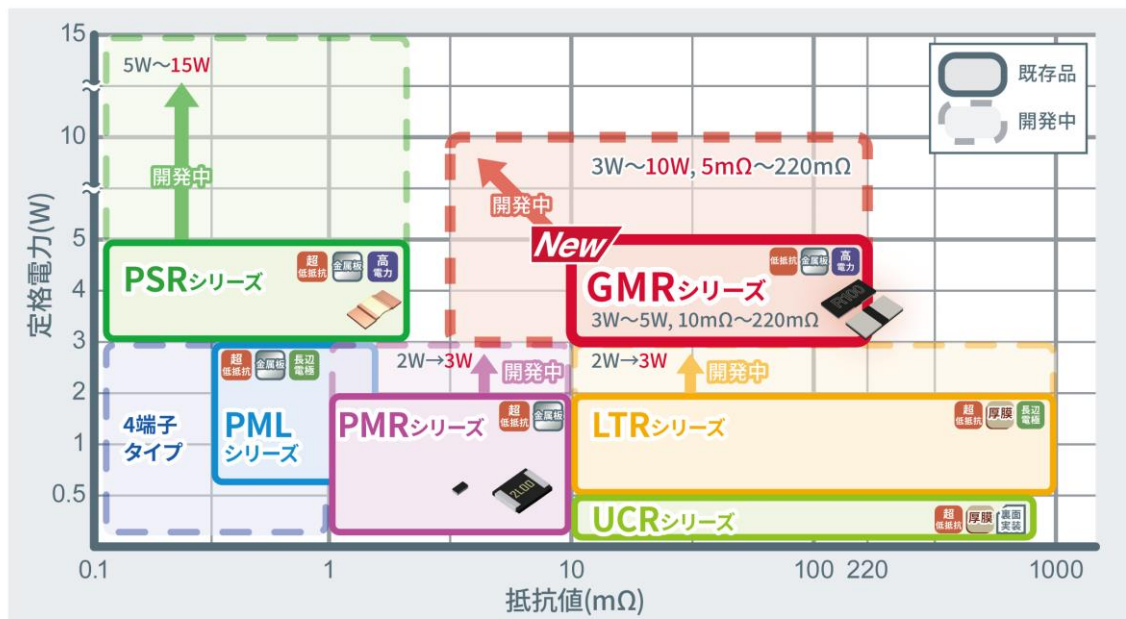 15
10
5
4
3
2
1
0.5
定格電力(W)
0.1
1
10
100
220
1000
抵抗値(mΩ)
既存品
開発中
5W～15W
開発中
3W～10W, 5mΩ～220mΩ
開発中
New
PSRシリーズ
超
低抵抗
金属板
高
電力
GMRシリーズ
3W～5W, 10mΩ～220mΩ
超
低抵抗
金属板
高
電力
R100
4端子
タイプ
超
低抵抗
金属板
長辺
電極
PML
シリーズ
2W→3W
開発中
PMRシリーズ
超
低抵抗
金属板
2L00
2W→3W
開発中
LTRシリーズ
超
低抵抗
厚膜
長辺
電極
UCRシリーズ
超
低抵抗
厚膜
裏面
実装